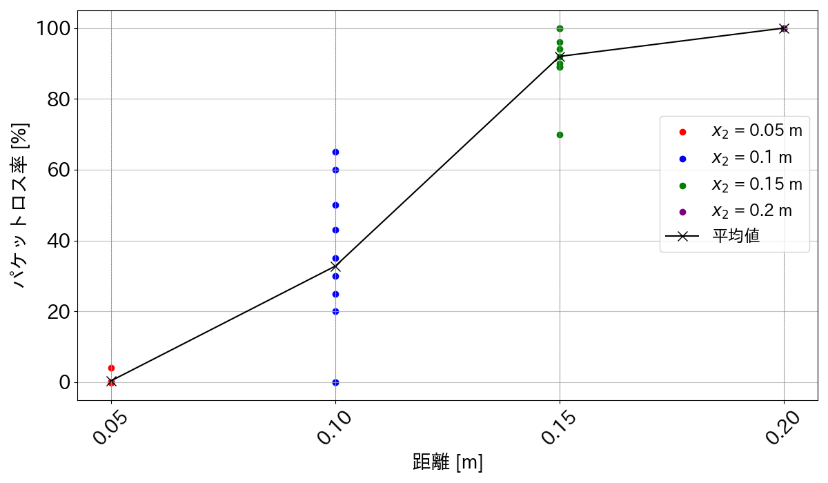 100
80
60
40
20
0
パケットロス率 [%]
x₂ = 0.05 m
x₂ = 0.1 m
x₂ = 0.15 m
x₂ = 0.2 m
平均値
0.05
0.10
0.15
0.20
距離 [m]